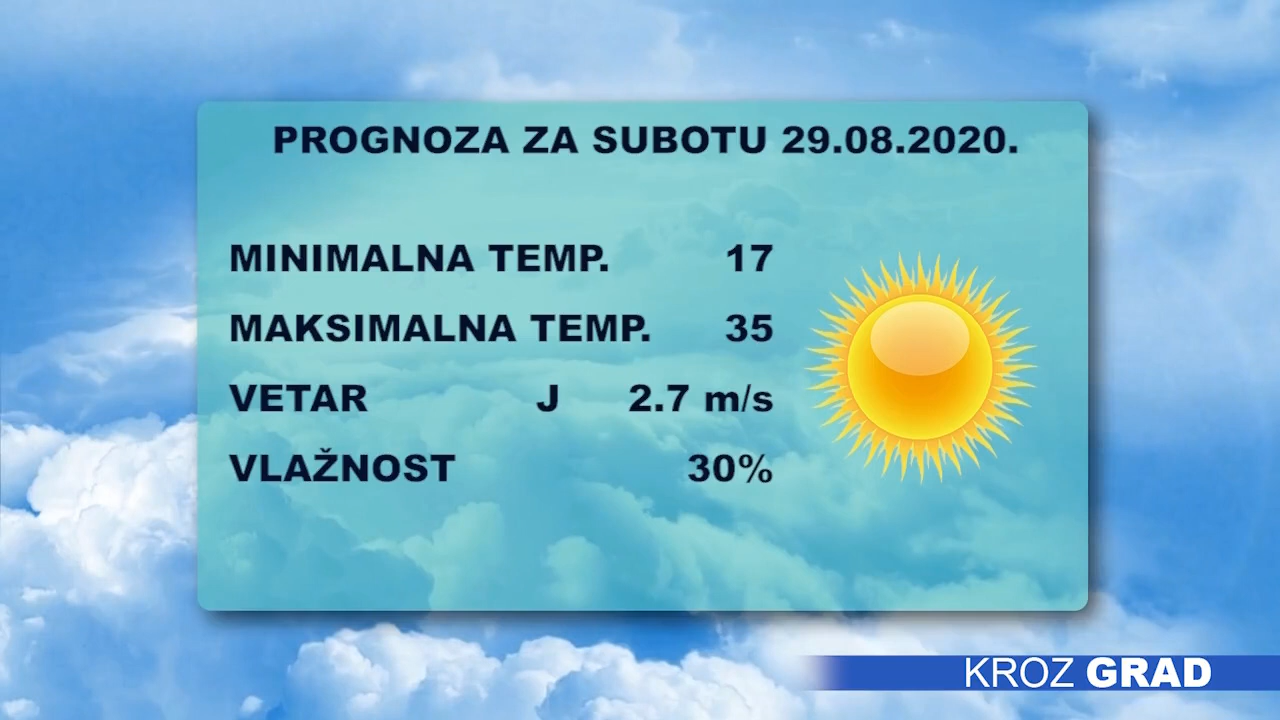 PROGNOZA ZA SUBOTU 29.08.2020.
MINIMALNA TEMP. 17
MAKSIMALNA TEMP. 35
VETAR J 2.7 m/s
VLAŽNOST 30%
KROZ GRAD